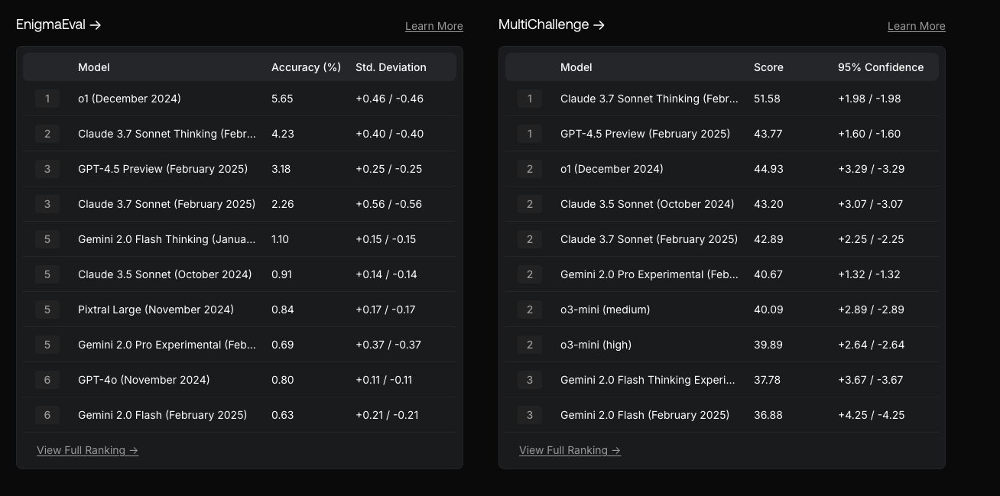 EnigmaEval →
Learn More
Model Accuracy (%) Std. Deviation
1 o1 (December 2024) 5.65 +0.46 / -0.46
2 Claude 3.7 Sonnet Thinking (Febr... 4.23 +0.40 / -0.40
3 GPT-4.5 Preview (February 2025) 3.18 +0.25 / -0.25
3 Claude 3.7 Sonnet (February 2025) 2.26 +0.56 / -0.56
5 Gemini 2.0 Flash Thinking (Janua... 1.10 +0.15 / -0.15
5 Claude 3.5 Sonnet (October 2024) 0.91 +0.14 / -0.14
5 Pixtral Large (November 2024) 0.84 +0.17 / -0.17
5 Gemini 2.0 Pro Experimental (Feb... 0.69 +0.37 / -0.37
6 GPT-4o (November 2024) 0.80 +0.11 / -0.11
6 Gemini 2.0 Flash (February 2025) 0.63 +0.21 / -0.21
View Full Ranking →
MultiChallenge →
Learn More
Model Score 95% Confidence
1 Claude 3.7 Sonnet Thinking (Febr... 51.58 +1.98 / -1.98
1 GPT-4.5 Preview (February 2025) 43.77 +1.60 / -1.60
2 o1 (December 2024) 44.93 +3.29 / -3.29
2 Claude 3.5 Sonnet (October 2024) 43.20 +3.07 / -3.07
2 Claude 3.7 Sonnet (February 2025) 42.89 +2.25 / -2.25
2 Gemini 2.0 Pro Experimental (Feb... 40.67 +1.32 / -1.32
2 o3-mini (medium) 40.09 +2.89 / -2.89
2 o3-mini (high) 39.89 +2.64 / -2.64
3 Gemini 2.0 Flash Thinking Experi... 37.78 +3.67 / -3.67
3 Gemini 2.0 Flash (February 2025) 36.88 +4.25 / -4.25
View Full Ranking →